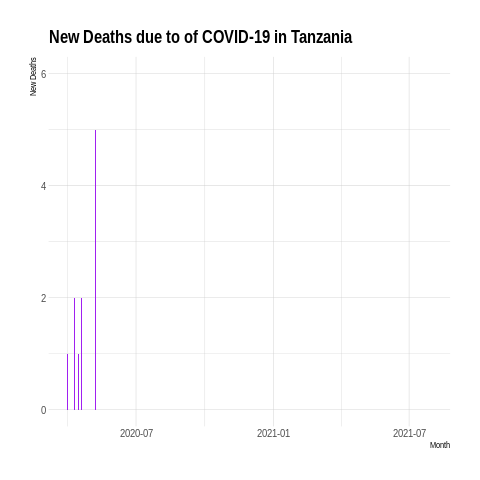 New Deaths due to of COVID-19 in Tanzania
New Deaths
6
4
2
0
2020-07
2021-01
2021-07
Month